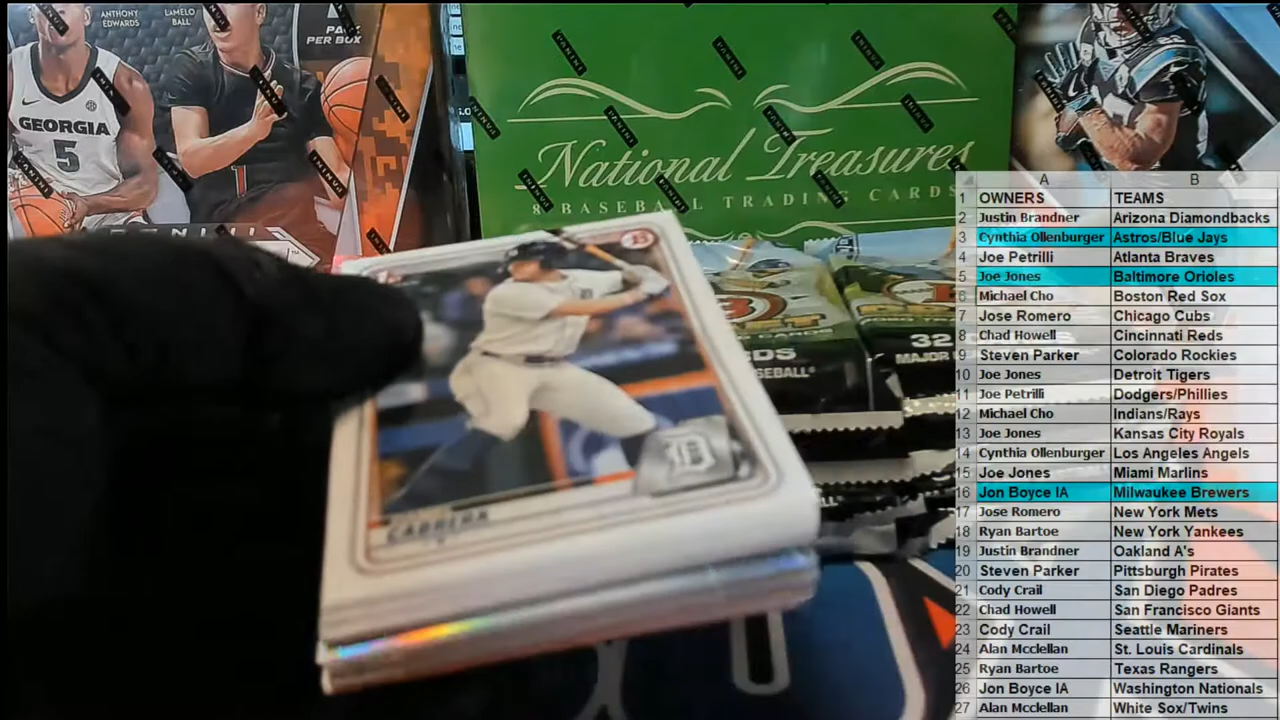 ANTHONY EDWARDS
LAMELO BALL
PER BOX
GEORGIA
5
1
PANINI
National Treasures
8 BASEBALL TRADING CARDS
CABRERA
D
32
MAJOR
BASEBALL
A B
1 OWNERS TEAMS
2 Justin Brandner Arizona Diamondbacks
3 Cynthia Ollenburger Astros/Blue Jays
4 Joe Petrilli Atlanta Braves
5 Joe Jones Baltimore Orioles
6 Michael Cho Boston Red Sox
7 Jose Romero Chicago Cubs
8 Chad Howell Cincinnati Reds
9 Steven Parker Colorado Rockies
10 Joe Jones Detroit Tigers
11 Joe Petrilli Dodgers/Phillies
12 Michael Cho Indians/Rays
13 Joe Jones Kansas City Royals
14 Cynthia Ollenburger Los Angeles Angels
15 Joe Jones Miami Marlins
16 Jon Boyce IA Milwaukee Brewers
17 Jose Romero New York Mets
18 Ryan Bartoe New York Yankees
19 Justin Brandner Oakland A's
20 Steven Parker Pittsburgh Pirates
21 Cody Crail San Diego Padres
22 Chad Howell San Francisco Giants
23 Cody Crail Seattle Mariners
24 Alan Mcclellan St. Louis Cardinals
25 Ryan Bartoe Texas Rangers
26 Jon Boyce IA Washington Nationals
27 Alan Mcclellan White Sox/Twins